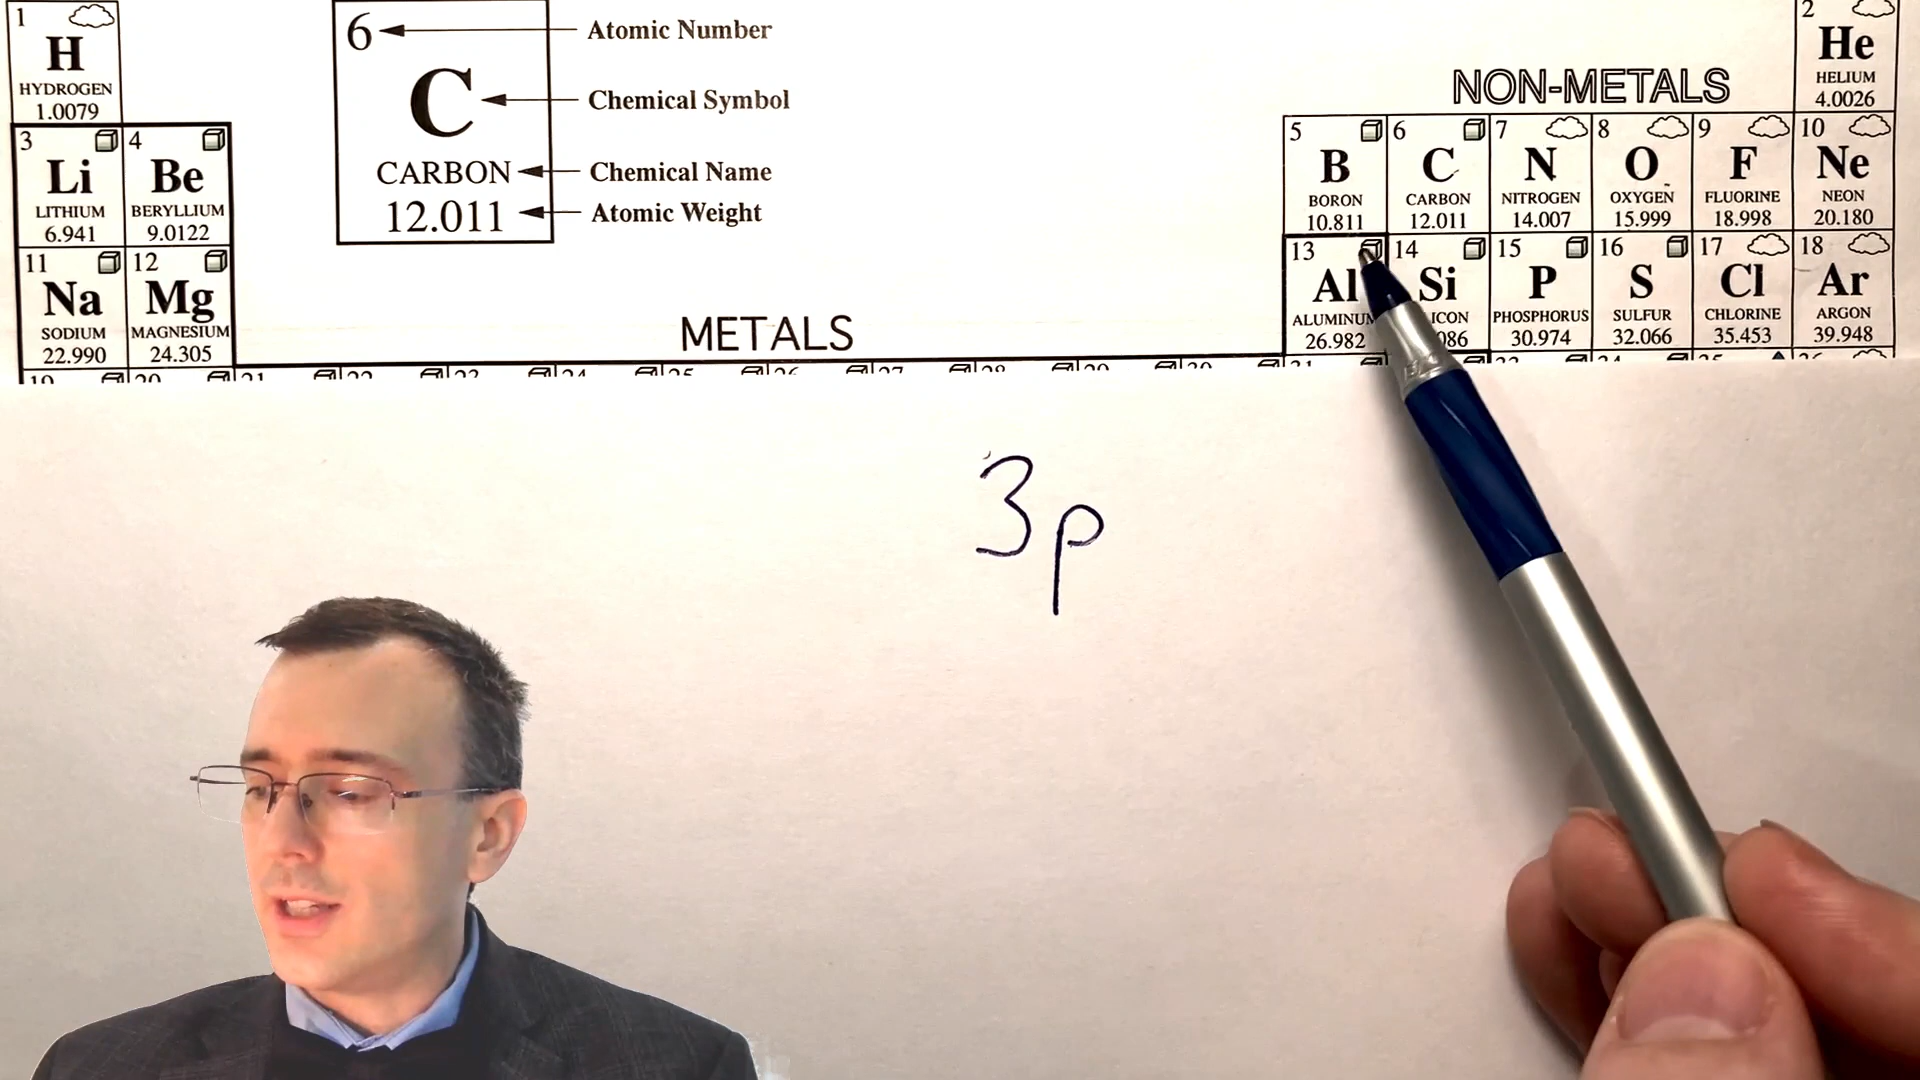 1
H
HYDROGEN
1.0079
6
C
CARBON
12.011
Atomic Number
Chemical Symbol
Chemical Name
Atomic Weight
NON-METALS
2
He
HELIUM
4.0026
3
Li
LITHIUM
6.941
4
Be
BERYLLIUM
9.0122
5
B
BORON
10.811
6
C
CARBON
12.011
7
N
NITROGEN
14.007
8
O
OXYGEN
15.999
9
F
FLUORINE
18.998
10
Ne
NEON
20.180
11
Na
SODIUM
22.990
12
Mg
MAGNESIUM
24.305
METALS
13
Al
ALUMINUM
26.982
14
Si
15
P
PHOSPHORUS
30.974
16
S
SULFUR
32.066
17
Cl
CHLORINE
35.453
18
Ar
ARGON
39.948
3p